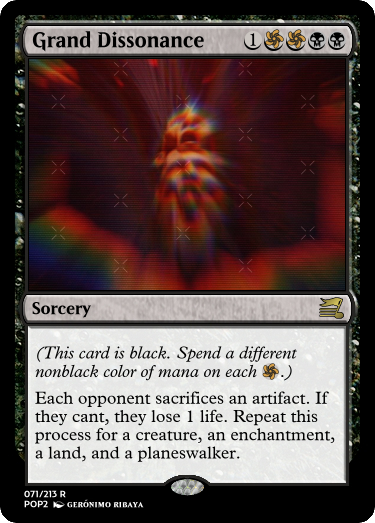 Grand Dissonance 1
Sorcery
(This card is black. Spend a different
nonblack color of mana on each .)
Each opponent sacrifices an artifact. If
they cant, they lose 1 life. Repeat this
process for a creature, an enchantment,
a land, and a planeswalker.
071/213 R
POP2 GERÓNIMO RIBAYA